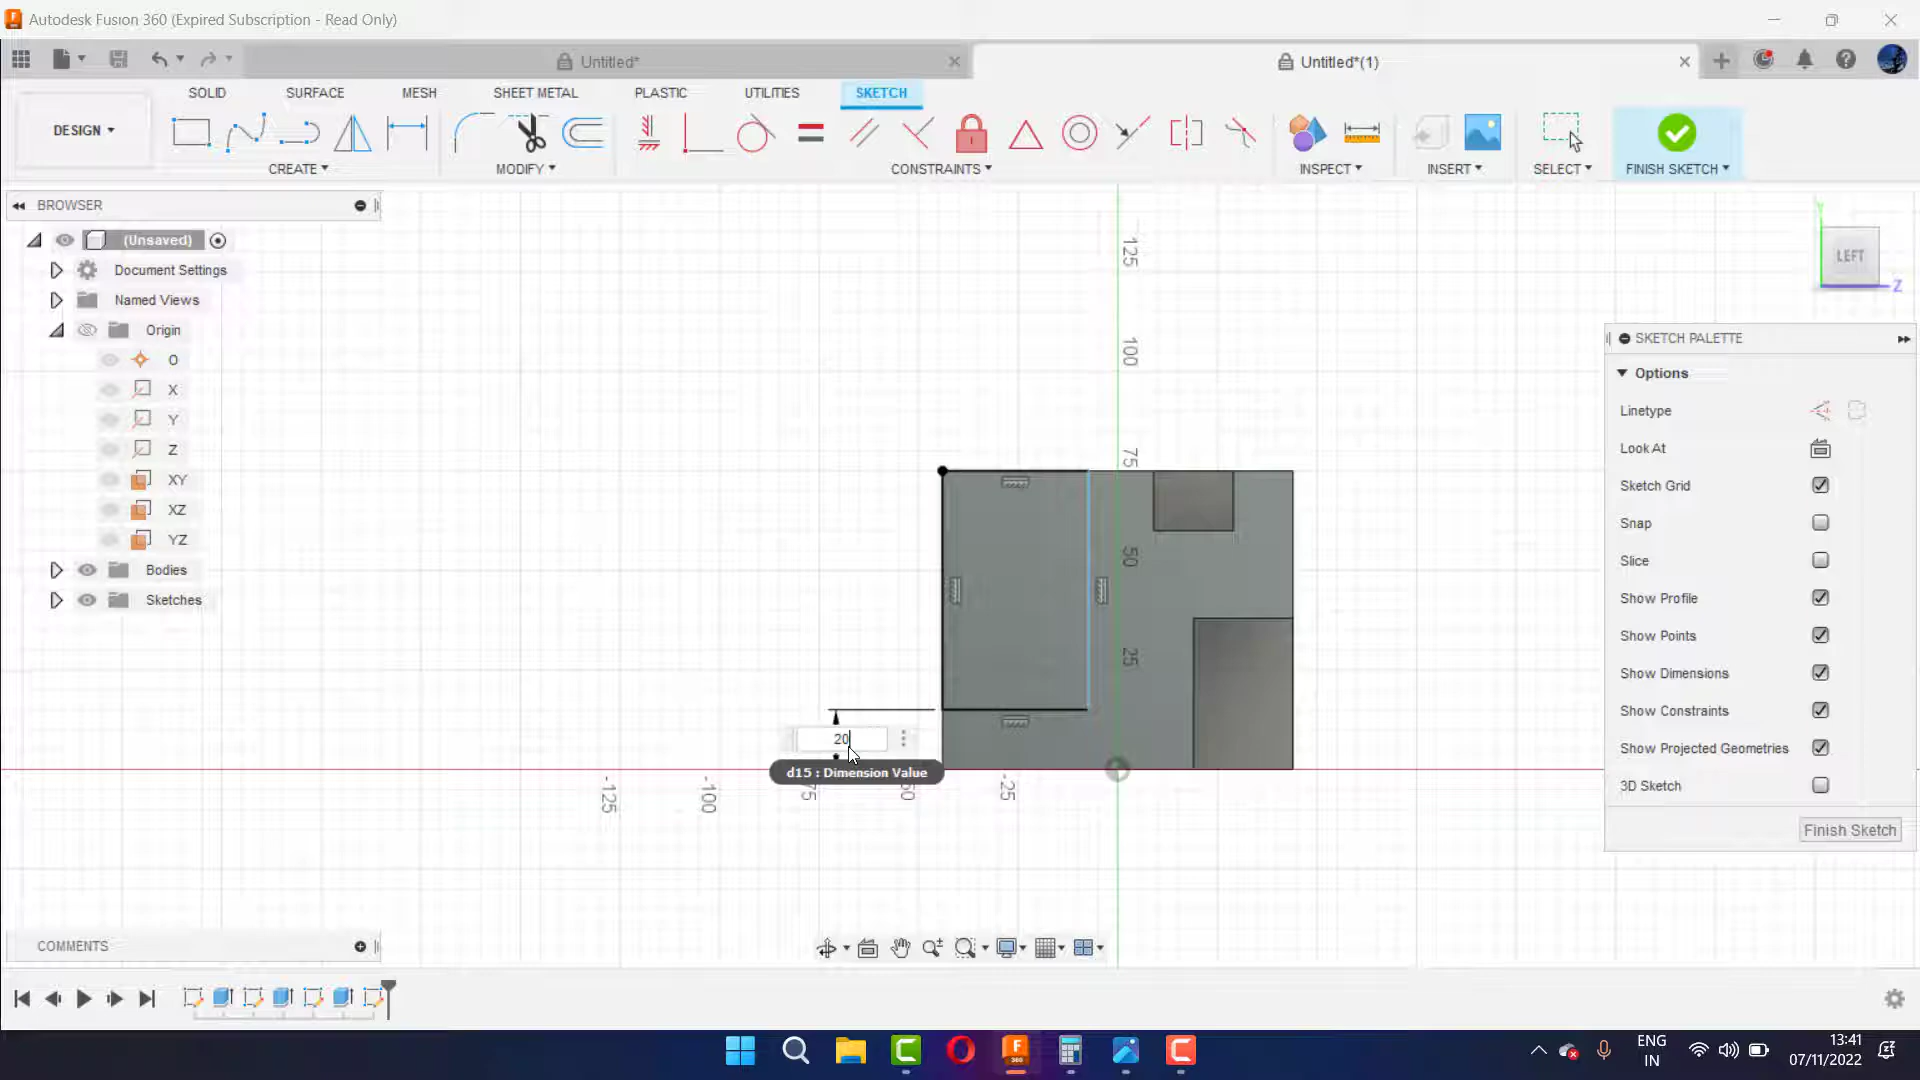 Autodesk Fusion 360 (Expired Subscription - Read Only)
Untitled*
Untitled*(1)
DESIGN
SOLID
SURFACE
MESH
SHEET METAL
PLASTIC
UTILITIES
SKETCH
CREATE
MODIFY
CONSTRAINTS
INSPECT
INSERT
SELECT
FINISH SKETCH
BROWSER
(Unsaved)
Document Settings
Named Views
Origin
O
X
Y
Z
XY
XZ
YZ
Bodies
Sketches
125
100
75
50
25
-125
-100
-25
20
d15 : Dimension Value
Y
LEFT
Z
SKETCH PALETTE
Options
Linetype
Look At
Sketch Grid
Snap
Slice
Show Profile
Show Points
Show Dimensions
Show Constraints
Show Projected Geometries
3D Sketch
Finish Sketch
COMMENTS
F
360
C
C
ENG
IN
13:41
07/11/2022